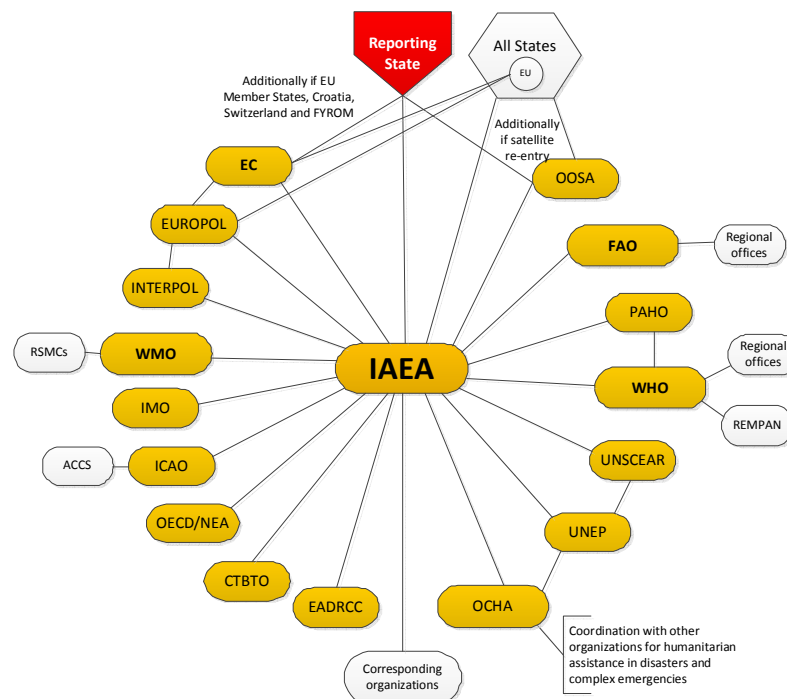 Reporting
State
All States
EU
Additionally if EU
Member States, Croatia,
Switzerland and FYROM
Additionally
if satellite
re-entry
EC
OOSA
EUROPOL
FAO
Regional
offices
INTERPOL
PAHO
RSMCs
WMO
IAEA
Regional
offices
WHO
IMO
REMPAN
ACCS
ICAO
UNSCEAR
OECD/NEA
UNEP
CTBTO
EADRCC
OCHA
Coordination with other
organizations for humanitarian
assistance in disasters and
complex emergencies
Corresponding
organizations